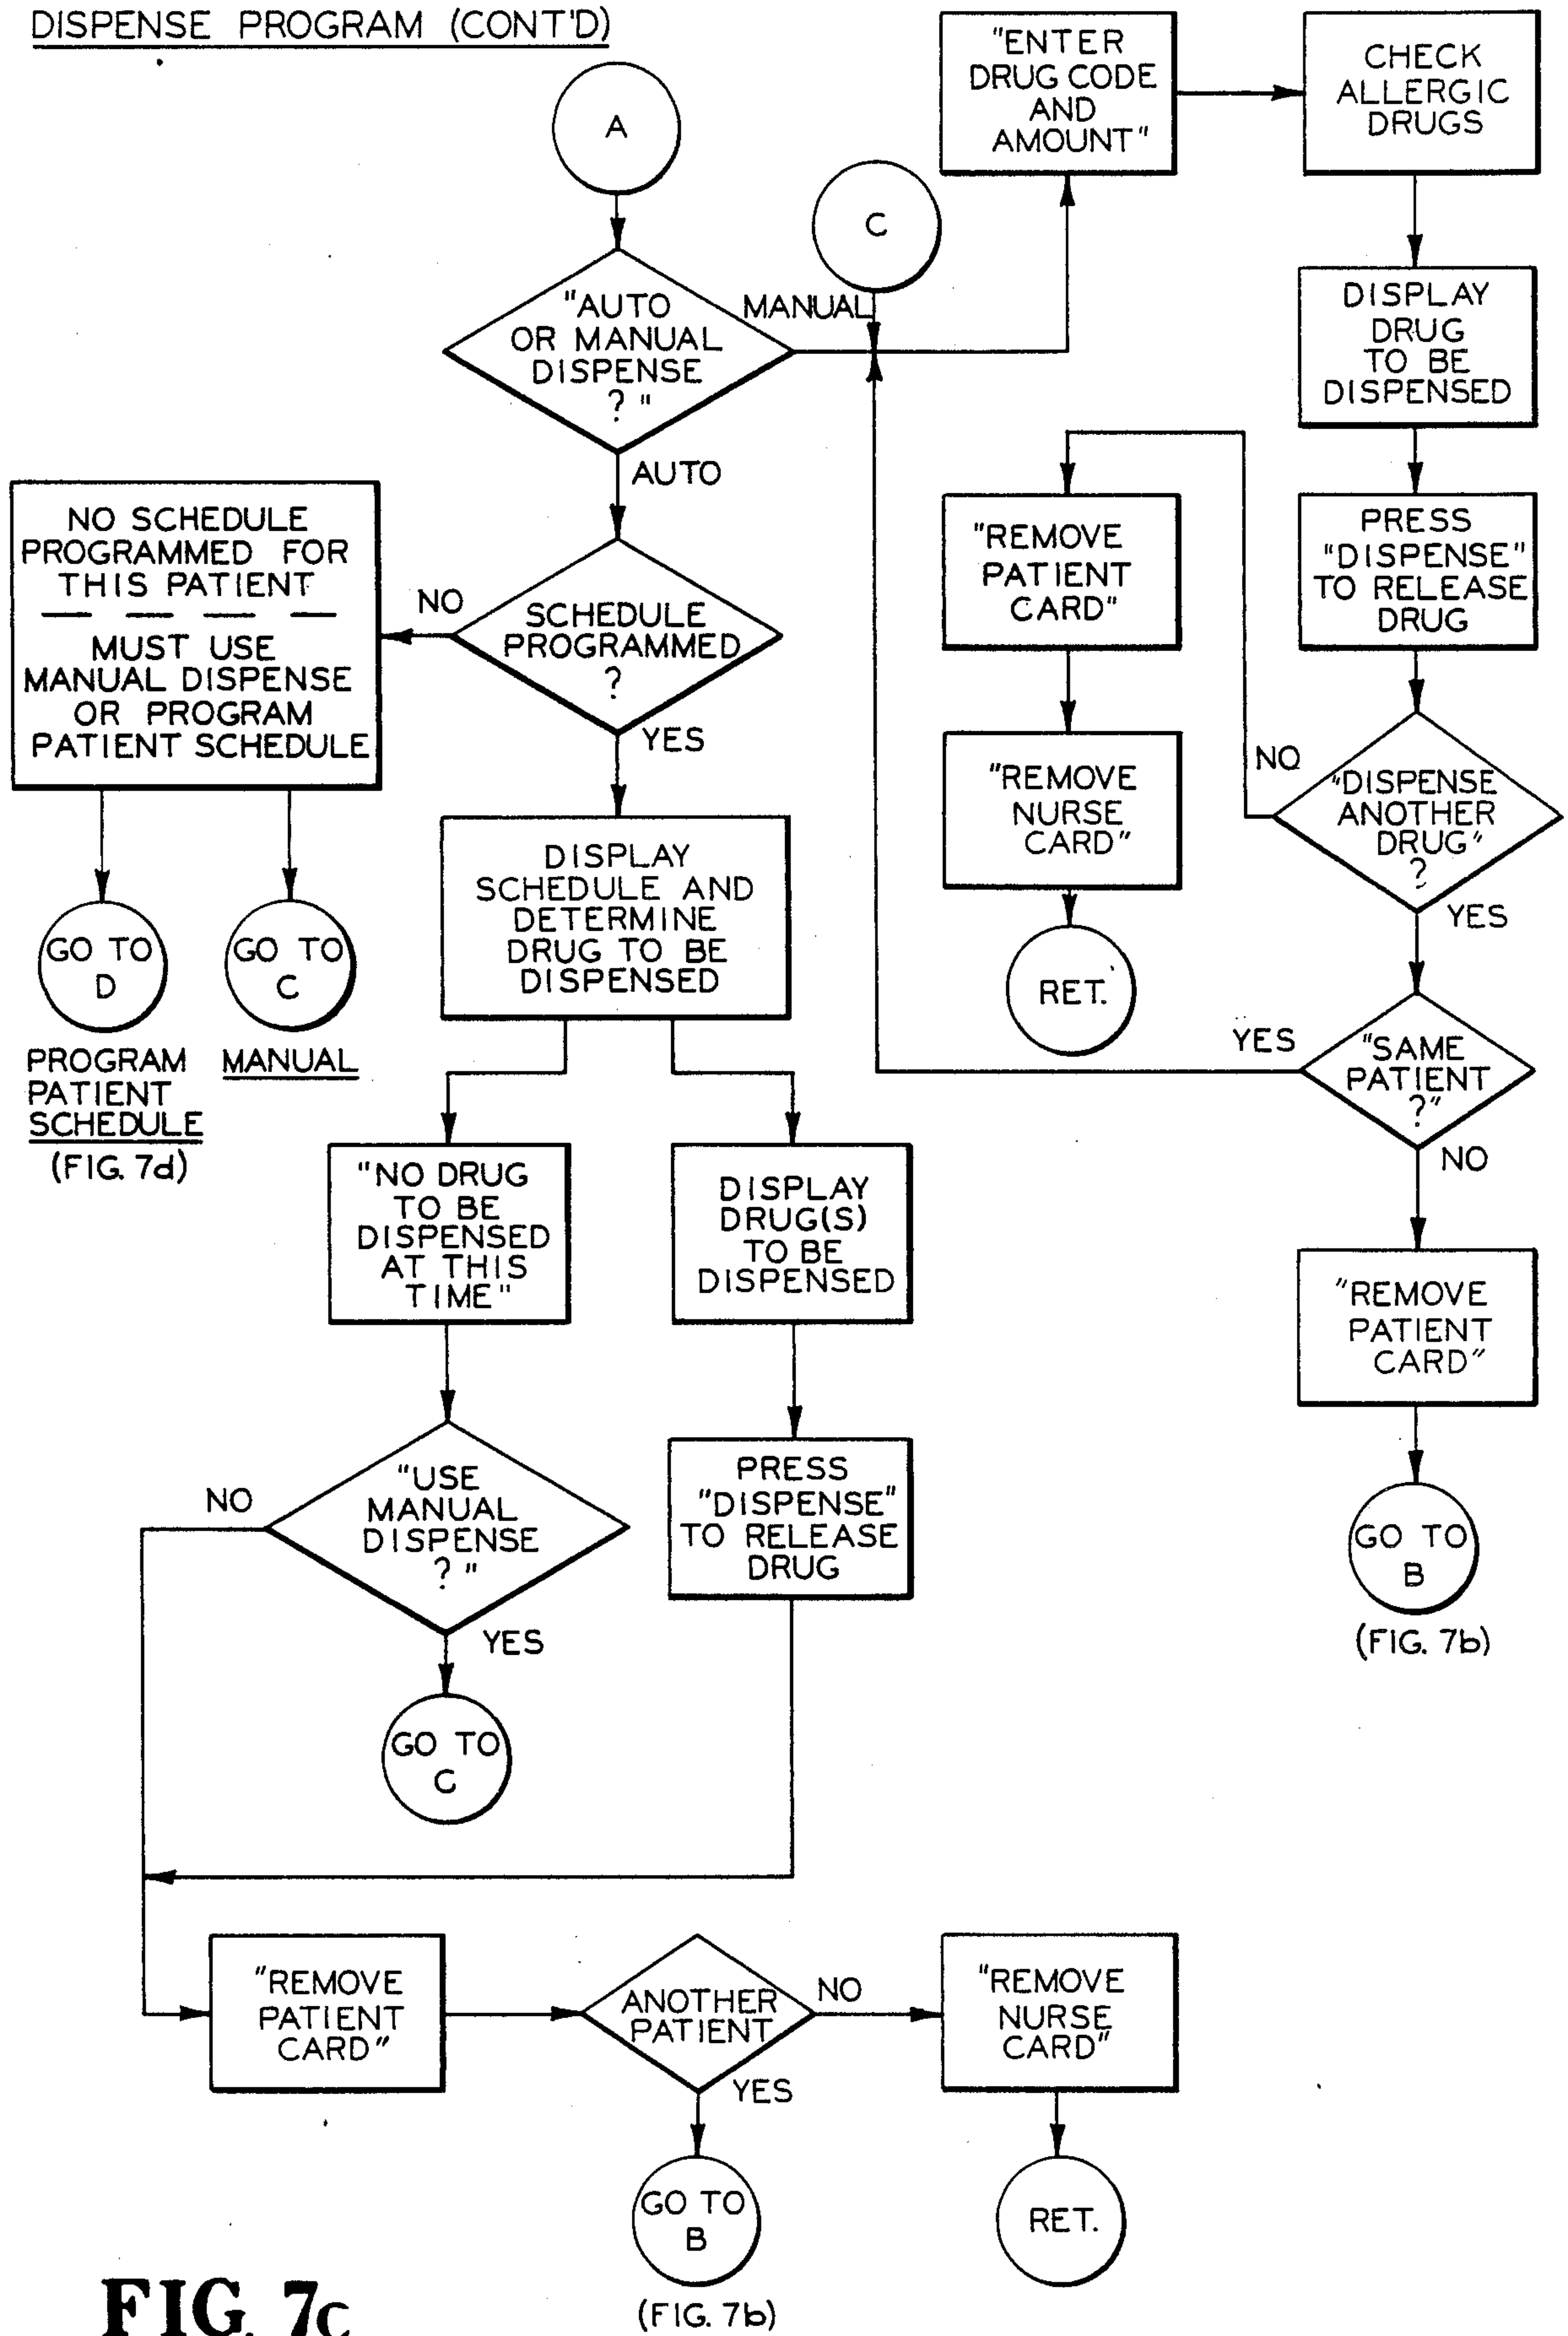 DISPENSE PROGRAM (CONT'D)
A
"AUTO
OR MANUAL
DISPENSE
?"
MANUAL
AUTO
C
"ENTER
DRUG CODE
AND
AMOUNT"
CHECK
ALLERGIC
DRUGS
DISPLAY
DRUG
TO BE
DISPENSED
PRESS
"DISPENSE"
TO RELEASE
DRUG
"DISPENSE
ANOTHER
DRUG"
?
NO
YES
"REMOVE
PATIENT
CARD"
"REMOVE
NURSE
CARD"
RET.
"SAME
PATIENT
?"
YES
NO
"REMOVE
PATIENT
CARD"
GO TO
B
(FIG. 7b)
SCHEDULE
PROGRAMMED
?
NO
YES
NO SCHEDULE
PROGRAMMED FOR
THIS PATIENT
MUST USE
MANUAL DISPENSE
OR PROGRAM
PATIENT SCHEDULE
GO TO
D
PROGRAM
PATIENT
SCHEDULE
(FIG. 7d)
GO TO
C
MANUAL
DISPLAY
SCHEDULE AND
DETERMINE
DRUG TO BE
DISPENSED
"NO DRUG
TO BE
DISPENSED
AT THIS
TIME"
DISPLAY
DRUG(S)
TO BE
DISPENSED
"USE
MANUAL
DISPENSE
?"
NO
YES
GO TO
C
PRESS
"DISPENSE"
TO RELEASE
DRUG
"REMOVE
PATIENT
CARD"
ANOTHER
PATIENT
NO
YES
"REMOVE
NURSE
CARD"
RET.
GO TO
B
(FIG. 7b)
FIG. 7c